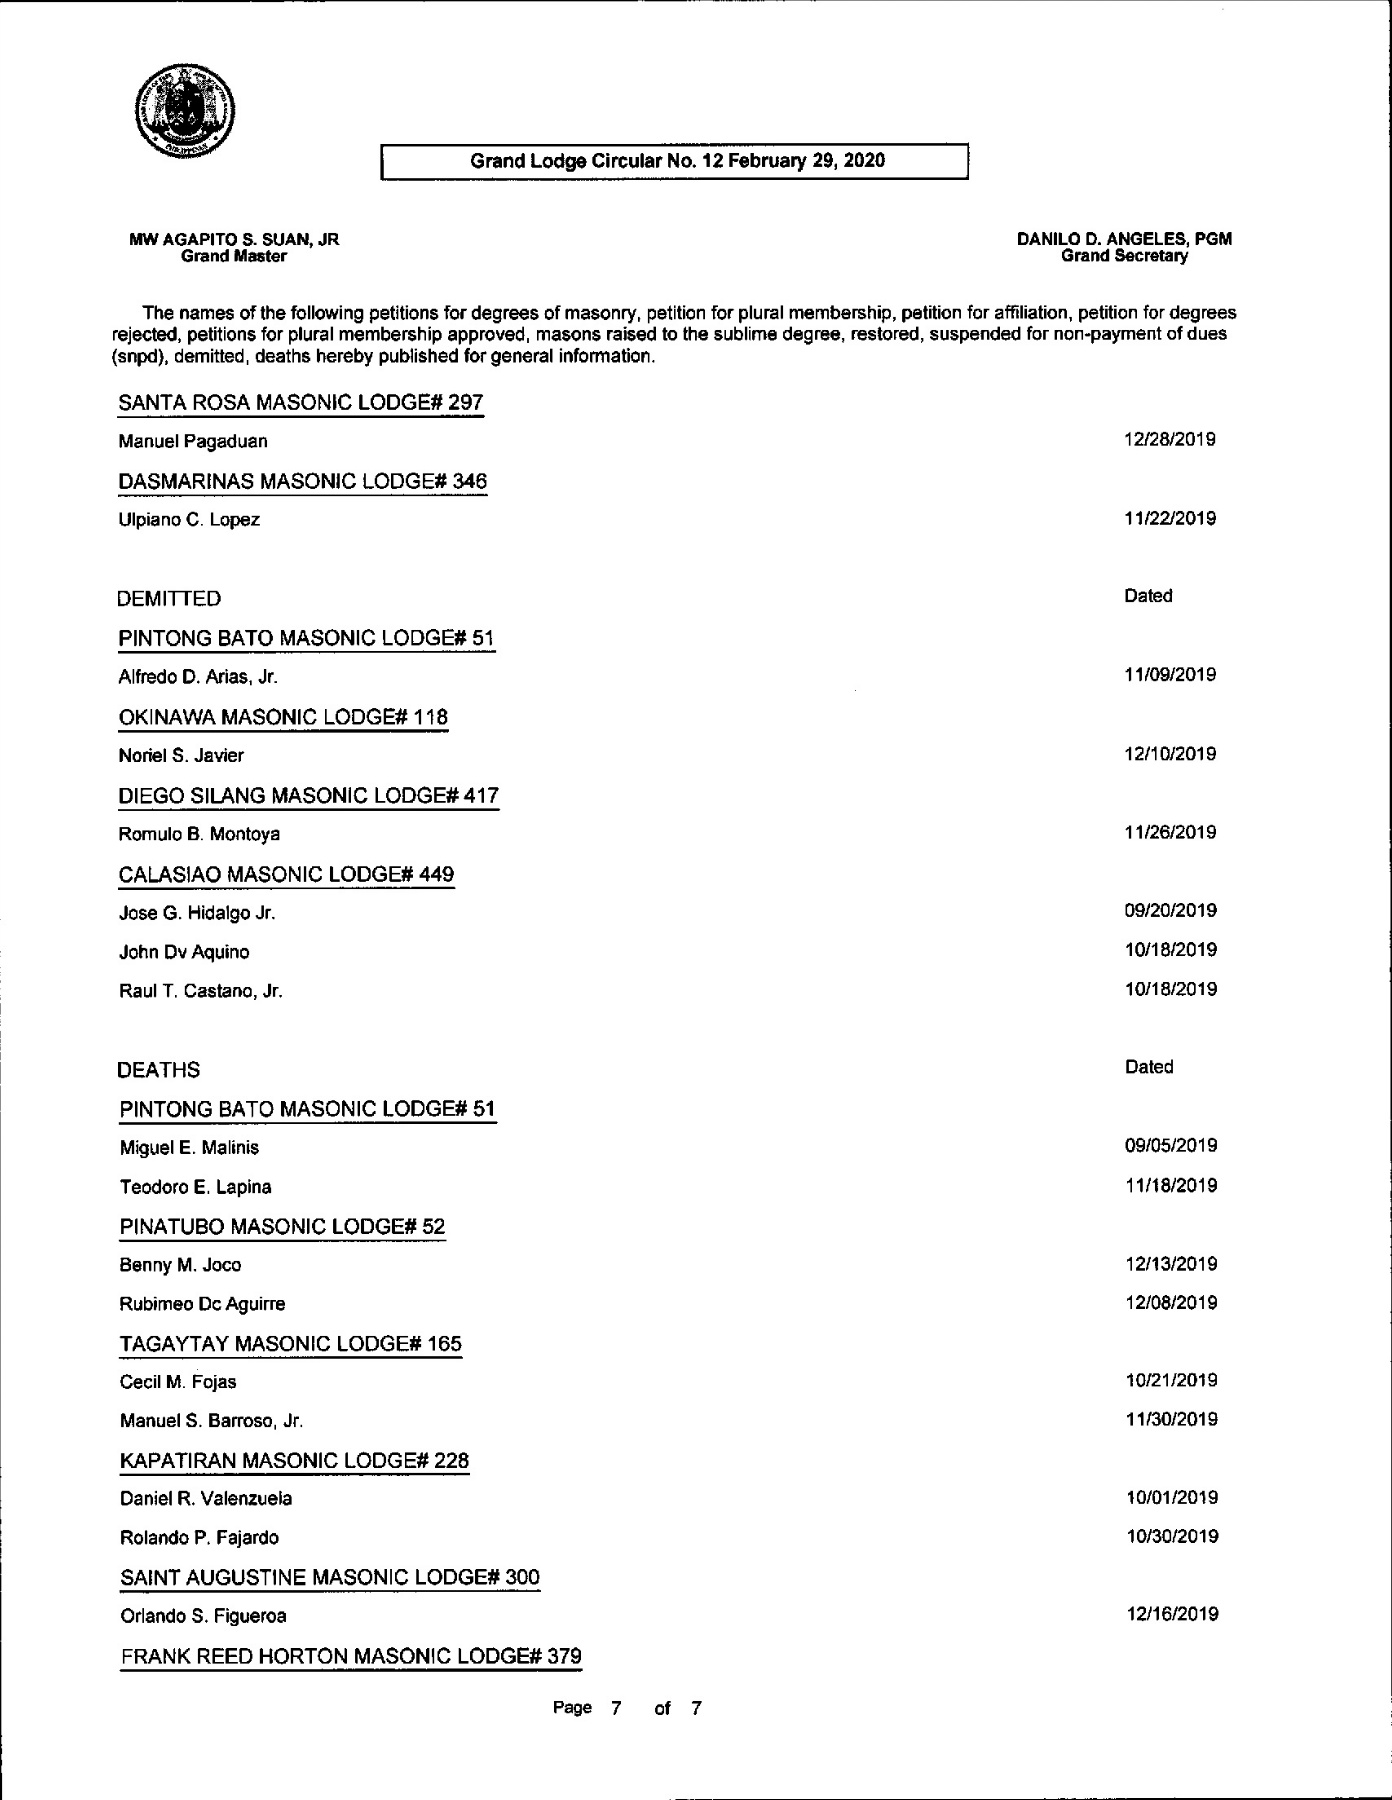 Grand Lodge Circular No. 12 February 29, 2020
MW AGAPITO S. SUAN, JR
Grand Master
DANILO D. ANGELES, PGM
Grand Secretary
The names of the following petitions for degrees of masonry, petition for plural membership, petition for affiliation, petition for degrees
rejected, petitions for plural membership approved, masons raised to the sublime degree, restored, suspended for non-payment of dues
(snpd), demitted, deaths hereby published for general information.
SANTA ROSA MASONIC LODGE# 297
Manuel Pagaduan 12/28/2019
DASMARINAS MASONIC LODGE# 346
Ulpiano C. Lopez 11/22/2019
DEMITTED Dated
PINTONG BATO MASONIC LODGE# 51
Alfredo D. Arias, Jr. 11/09/2019
OKINAWA MASONIC LODGE# 118
Noriel S. Javier 12/10/2019
DIEGO SILANG MASONIC LODGE# 417
Romulo B. Montoya 11/26/2019
CALASIAO MASONIC LODGE# 449
Jose G. Hidalgo Jr. 09/20/2019
John Dv Aquino 10/18/2019
Raul T. Castano, Jr. 10/18/2019
DEATHS Dated
PINTONG BATO MASONIC LODGE# 51
Miguel E. Malinis 09/05/2019
Teodoro E. Lapina 11/18/2019
PINATUBO MASONIC LODGE# 52
Benny M. Joco 12/13/2019
Rubimeo Dc Aguirre 12/08/2019
TAGAYTAY MASONIC LODGE# 165
Cecil M. Fojas 10/21/2019
Manuel S. Barroso, Jr. 11/30/2019
KAPATIRAN MASONIC LODGE# 228
Daniel R. Valenzuela 10/01/2019
Rolando P. Fajardo 10/30/2019
SAINT AUGUSTINE MASONIC LODGE# 300
Orlando S. Figueroa 12/16/2019
FRANK REED HORTON MASONIC LODGE# 379
Page 7 of 7